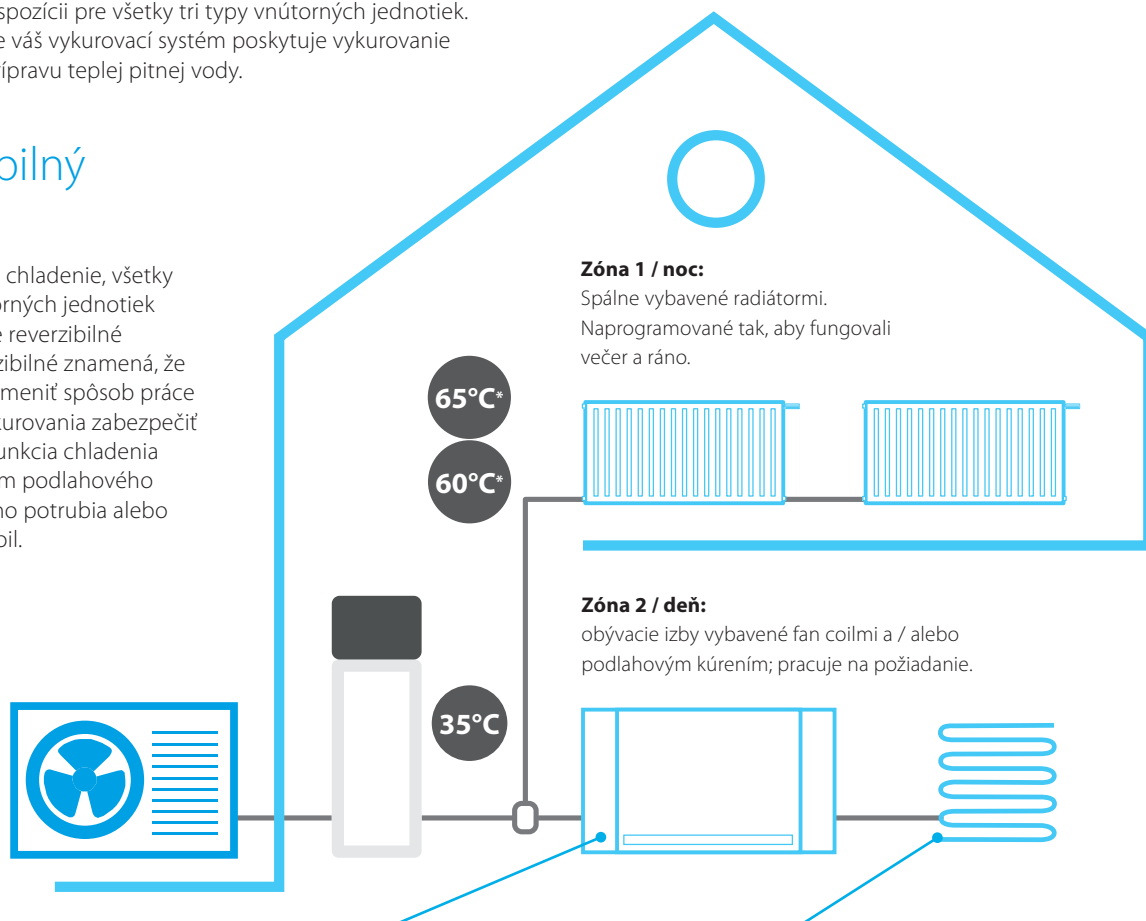 spozícii pre všetky tri typy vnútorných jednotiek.
e váš vykurovací systém poskytuje vykurovanie
rípravu teplej pitnej vody.
bilný
chladenie, všetky
orných jednotiek
e reverzibilné
zibilné znamená, že
meniť spôsob práce
kurovania zabezpečiť
unkcia chladenia
m podlahového
ho potrubia alebo
oil.
Zóna 1 / noc:
Spálne vybavené radiátormi.
Naprogramované tak, aby fungovali
večer a ráno.
65°C*
60°C*
Zóna 2 / deň:
obývacie izby vybavené fan coilmi a / alebo
podlahovým kúrením; pracuje na požiadanie.
35°C